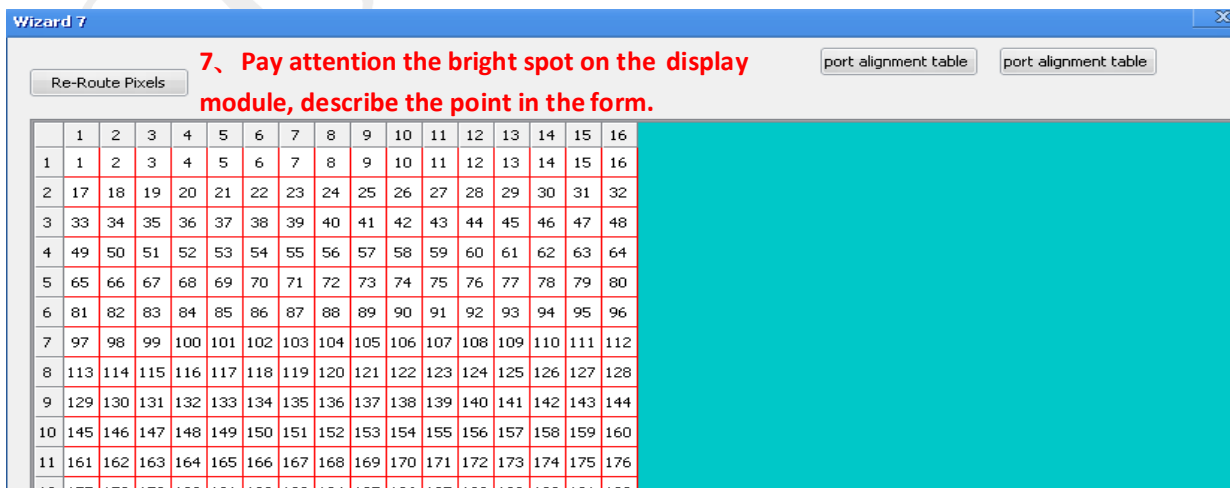 Wizard 7
7、 Pay attention the bright spot on the display
module, describe the point in the form.
Re-Route Pixels
port alignment table port alignment table
1 2 3 4 5 6 7 8 9 10 11 12 13 14 15 16
1 1 2 3 4 5 6 7 8 9 10 11 12 13 14 15 16
2 17 18 19 20 21 22 23 24 25 26 27 28 29 30 31 32
3 33 34 35 36 37 38 39 40 41 42 43 44 45 46 47 48
4 49 50 51 52 53 54 55 56 57 58 59 60 61 62 63 64
5 65 66 67 68 69 70 71 72 73 74 75 76 77 78 79 80
6 81 82 83 84 85 86 87 88 89 90 91 92 93 94 95 96
7 97 98 99 100 101 102 103 104 105 106 107 108 109 110 111 112
8 113 114 115 116 117 118 119 120 121 122 123 124 125 126 127 128
9 129 130 131 132 133 134 135 136 137 138 139 140 141 142 143 144
10 145 146 147 148 149 150 151 152 153 154 155 156 157 158 159 160
11 161 162 163 164 165 166 167 168 169 170 171 172 173 174 175 176